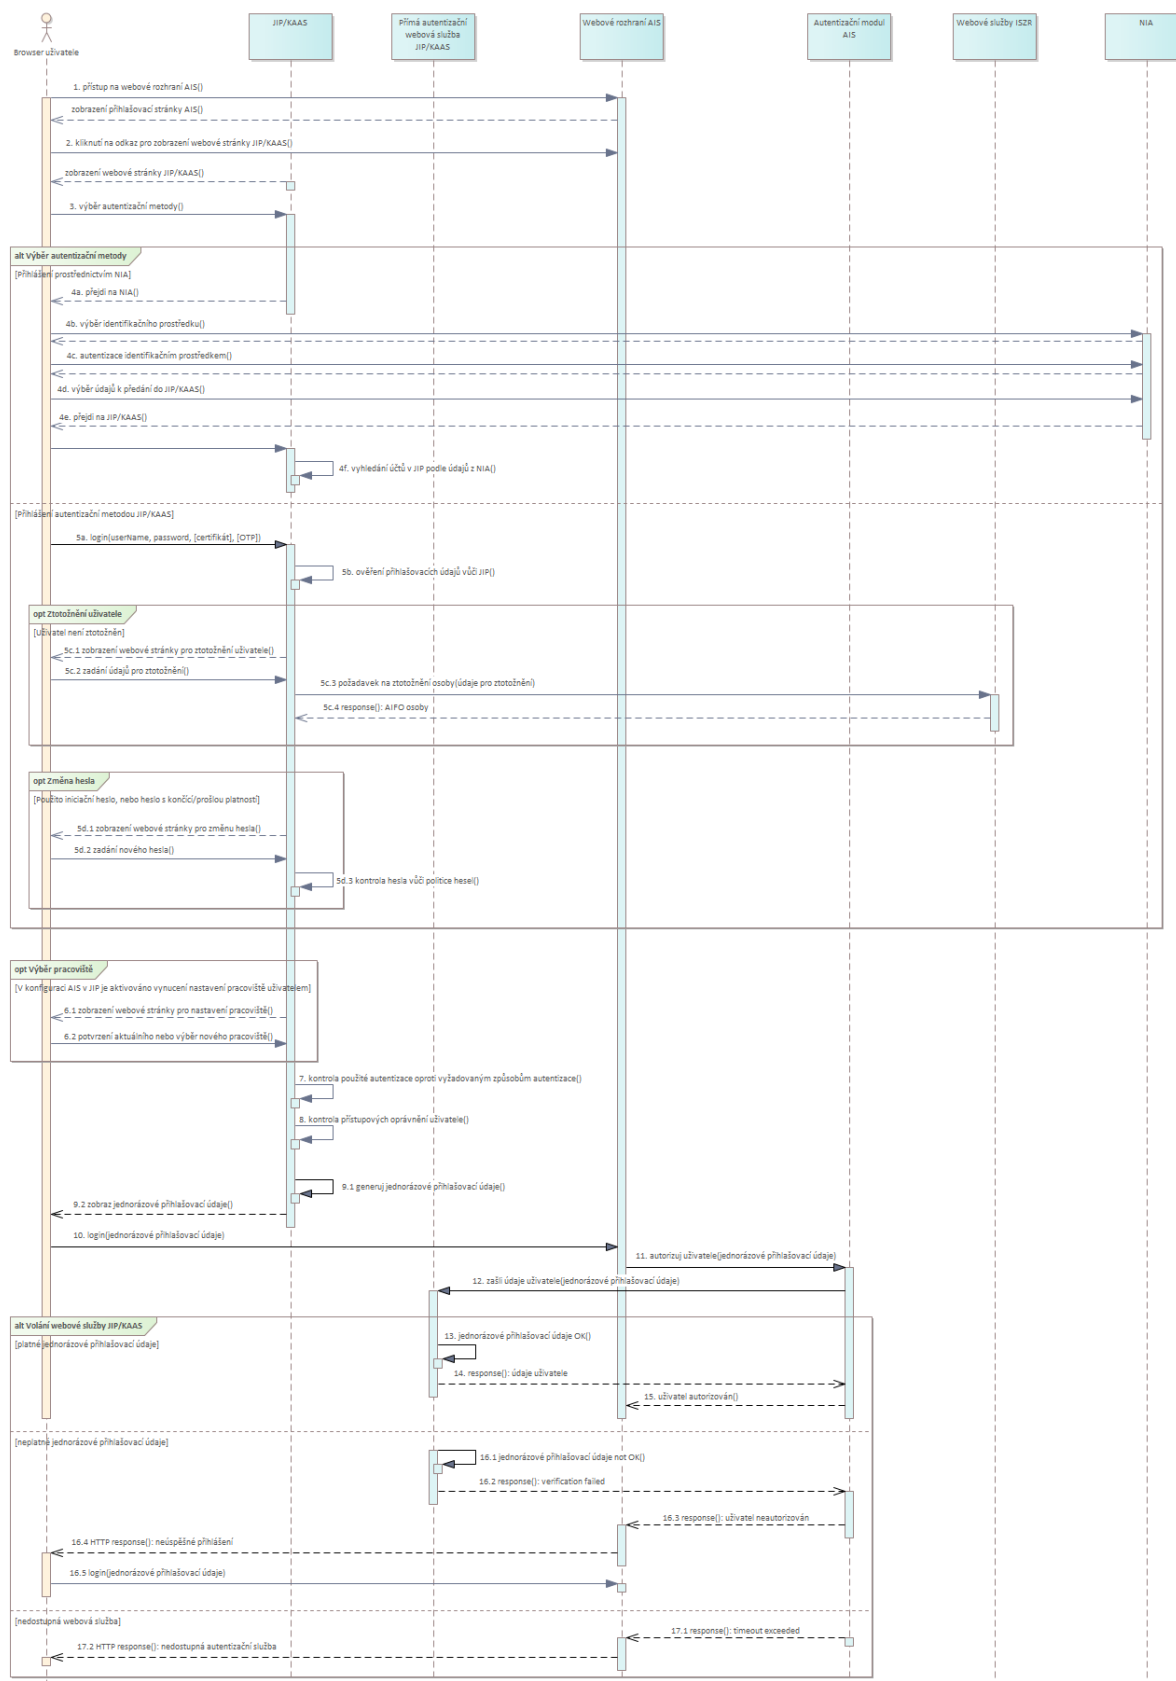 Browser uživatele
JIP/KAAS
Přímá autentizační
webová služba
JIP/KAAS
Webové rozhraní AIS
Autentizační modul
AIS
Webové služby ISZR
NIA
1. přístup na webové rozhraní AIS()
zobrazení přihlašovací stránky AIS()
2. kliknutí na odkaz pro zobrazení webové stránky JIP/KAAS()
zobrazení webové stránky JIP/KAAS()
3. výběr autentizační metody()
alt Výběr autentizační metody
[Přihlášení prostřednictvím NIA]
4a. přejdi na NIA()
4b. výběr identifikačního prostředku()
4c. autentizace identifikačním prostředkem()
4d. výběr údajů k předání do JIP/KAAS()
4e. přejdi na JIP/KAAS()
4f. vyhledání účtů v JIP podle údajů z NIA()
[Přihlášení autentizační metodou JIP/KAAS]
5a. login(userName, password, [certifikát], [OTP])
5b. ověření přihlašovacích údajů vůči JIP()
opt Ztotožnění uživatele
[Uživatel není ztotožněn]
5c.1 zobrazení webové stránky pro ztotožnění uživatele()
5c.2 zadání údajů pro ztotožnění()
5c.3 požadavek na ztotožnění osoby(údaje pro ztotožnění)
5c.4 response(): AIFO osoby
opt Změna hesla
[Použito iniciační heslo, nebo heslo s končící/prošlou platností]
5d.1 zobrazení webové stránky pro změnu hesla()
5d.2 zadání nového hesla()
5d.3 kontrola hesla vůči politice hesel()
opt Výběr pracoviště
[V konfiguraci AIS v JIP je aktivováno vynucení nastavení pracoviště uživatelem]
6.1 zobrazení webové stránky pro nastavení pracoviště()
6.2 potvrzení aktuálního nebo výběr nového pracoviště()
7. kontrola použité autentizace oproti vyžadovaným způsobům autentizace()
8. kontrola přístupových oprávnění uživatele()
9.1 generuj jednorázové přihlašovací údaje()
9.2 zobraz jednorázové přihlašovací údaje()
10. login(jednorázové přihlašovací údaje)
11. autorizuj uživatele(jednorázové přihlašovací údaje)
12. zašli údaje uživatele(jednorázové přihlašovací údaje)
alt Volání webové služby JIP/KAAS
[platné jednorázové přihlašovací údaje]
13. jednorázové přihlašovací údaje OK()
14. response(): údaje uživatele
15. uživatel autorizován()
[neplatné jednorázové přihlašovací údaje]
16.1 jednorázové přihlašovací údaje not OK()
16.2 response(): verification failed
16.3 response(): uživatel neautorizován
16.4 HTTP response(): neúspěšné přihlášení
16.5 login(jednorázové přihlašovací údaje)
[nedostupná webová služba]
17.1 response(): timeout exceeded
17.2 HTTP response(): nedostupná autentizační služba